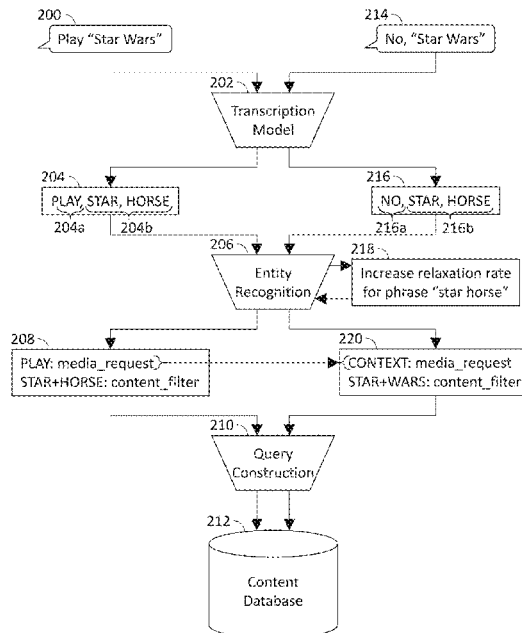 200
Play “Star Wars”
214
No, “Star Wars”
202
Transcription
Model
204
PLAY, STAR, HORSE
204a
204b
216
NO, STAR, HORSE
216a
216b
206
Entity
Recognition
218
Increase relaxation rate
for phrase “star horse”
208
PLAY: media_request
STAR+HORSE: content_filter
220
CONTEXT: media_request
STAR+WARS: content_filter
210
Query
Construction
212
Content
Database